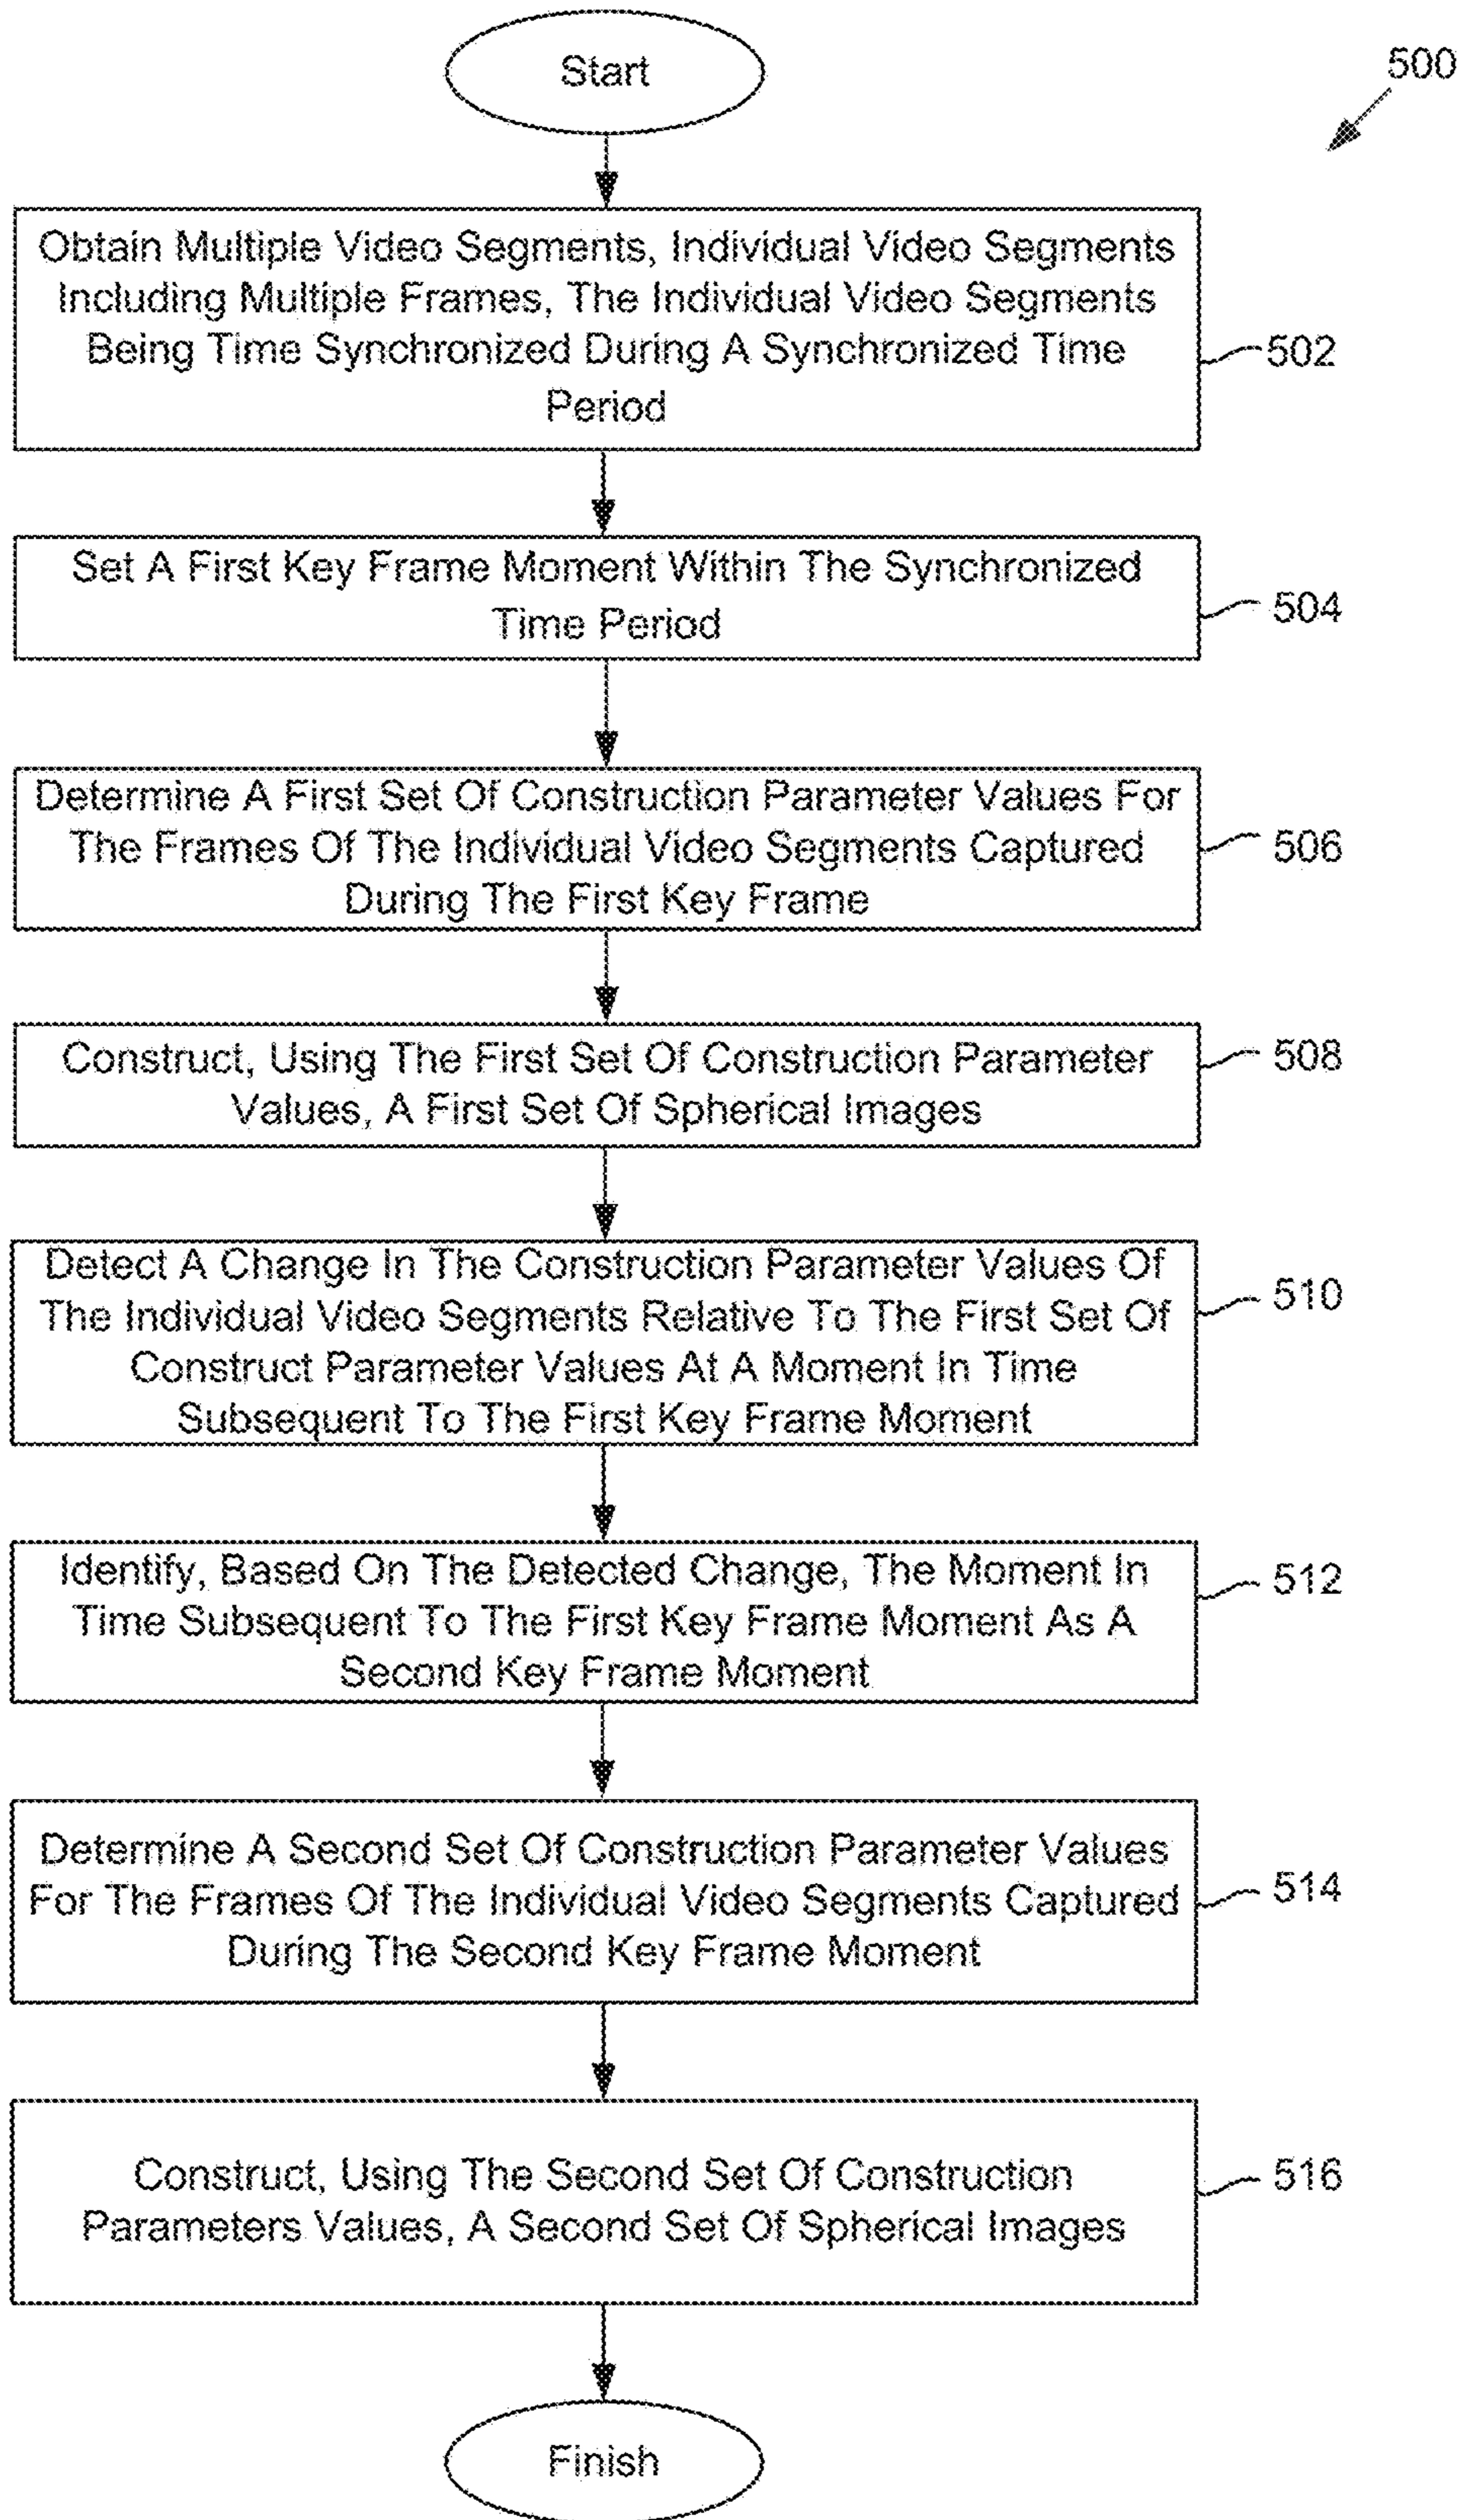 Start
500
Obtain Multiple Video Segments, Individual Video Segments
Including Multiple Frames, The Individual Video Segments
Being Time Synchronized During A Synchronized Time
Period
502
Set A First Key Frame Moment Within The Synchronized
Time Period
504
Determine A First Set Of Construction Parameter Values For
The Frames Of The Individual Video Segments Captured
During The First Key Frame
506
Construct, Using The First Set Of Construction Parameter
Values, A First Set Of Spherical Images
508
Detect A Change In The Construction Parameter Values Of
The Individual Video Segments Relative To The First Set Of
Construct Parameter Values At A Moment In Time
Subsequent To The First Key Frame Moment
510
Identify, Based On The Detected Change, The Moment In
Time Subsequent To The First Key Frame Moment As A
Second Key Frame Moment
512
Determine A Second Set Of Construction Parameter Values
For The Frames Of The Individual Video Segments Captured
During The Second Key Frame Moment
514
Construct, Using The Second Set Of Construction
Parameters Values, A Second Set Of Spherical Images
516
Finish